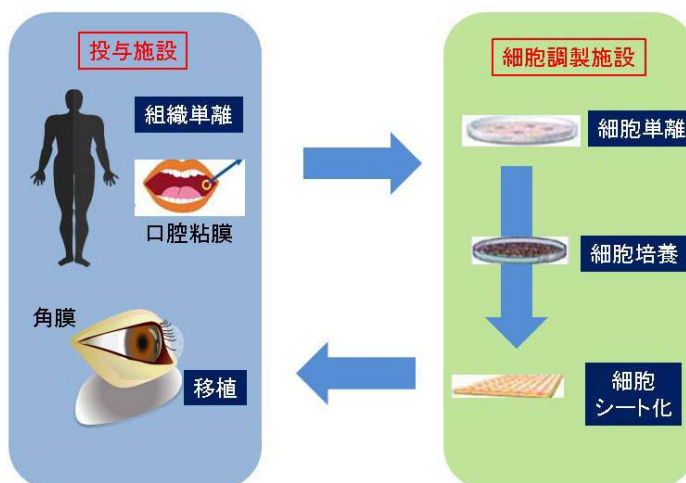 投与施設
組織単離
口腔粘膜
角膜
移植
細胞調製施設
細胞単離
細胞培養
細胞
シート化